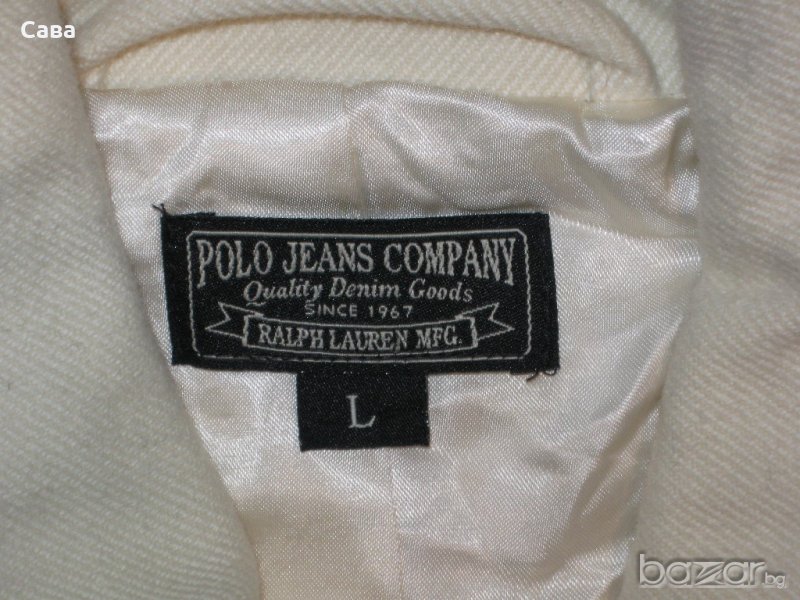 Сава
POLO JEANS COMPANY
Quality Denim Goods
SINCE 1967
RALPH LAUREN MFG.
L
bazar.bg